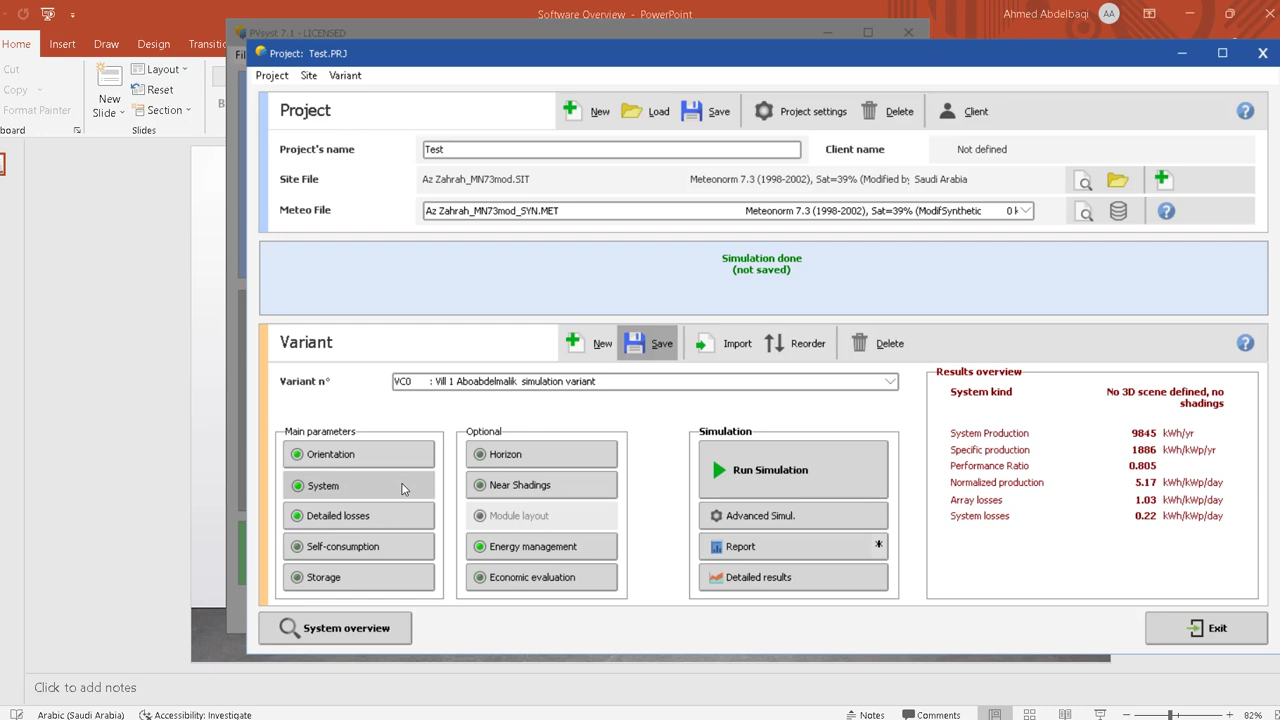 Software Overview - PowerPoint
Ahmed Abdelbaqi
AA
Home
Insert
Draw
Design
Cut
Copy
Format Painter
board
New
Slide
Layout
Reset
Section
Slides
PVsyst 7.1 - LICENSED
Project: Test.PRJ
Project
Site
Variant
Project
New
Load
Save
Project settings
Delete
Client
?
Project's name
Test
Client name
Not defined
Site File
Az Zahrah_MN73mod.SIT
Meteonorm 7.3 (1998-2002), Sat=39% (Modified by Saudi Arabia
Meteo File
Az Zahrah_MN73mod_SYN.MET
Meteonorm 7.3 (1998-2002), Sat=39% (ModifSynthetic
0 k
?
Simulation done
(not saved)
Variant
New
Save
Import
Reorder
Delete
?
Variant n°
VC0 : Vill 1 Aboabdelmalik simulation variant
Main parameters
Orientation
System
Detailed losses
Self-consumption
Storage
Optional
Horizon
Near Shadings
Module layout
Energy management
Economic evaluation
Simulation
Run Simulation
Advanced Simul.
Report *
Detailed results
Results overview
System kind No 3D scene defined, no
shadings
System Production 9845 kWh/yr
Specific production 1886 kWh/kWp/yr
Performance Ratio 0.805
Normalized production 5.17 kWh/kWp/day
Array losses 1.03 kWh/kWp/day
System losses 0.22 kWh/kWp/day
System overview
Exit
Click to add notes
Arabic (Saudi Arabia)
Accessibility: Investigate
Notes
Comments
82%